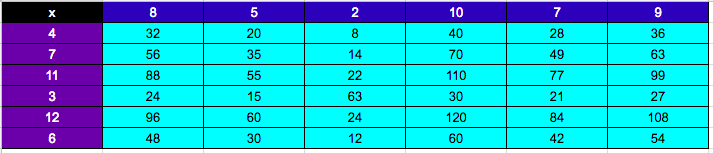 x 8 5 2 10 7 9
4 32 20 8 40 28 36
7 56 35 14 70 49 63
11 88 55 22 110 77 99
3 24 15 63 30 21 27
12 96 60 24 120 84 108
6 48 30 12 60 42 54